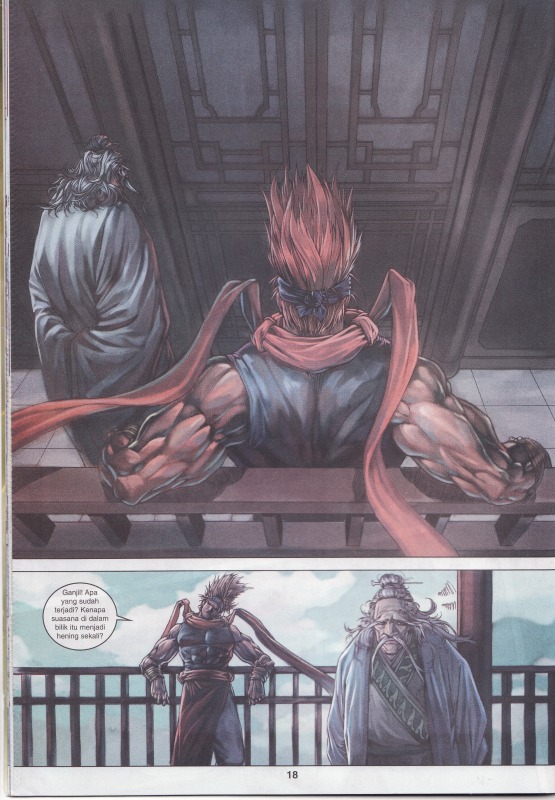 Ganjil! Apa
yang sudah
terjadi? Kenapa
suasana di dalam
bilik itu menjadi
hening sekali?
18